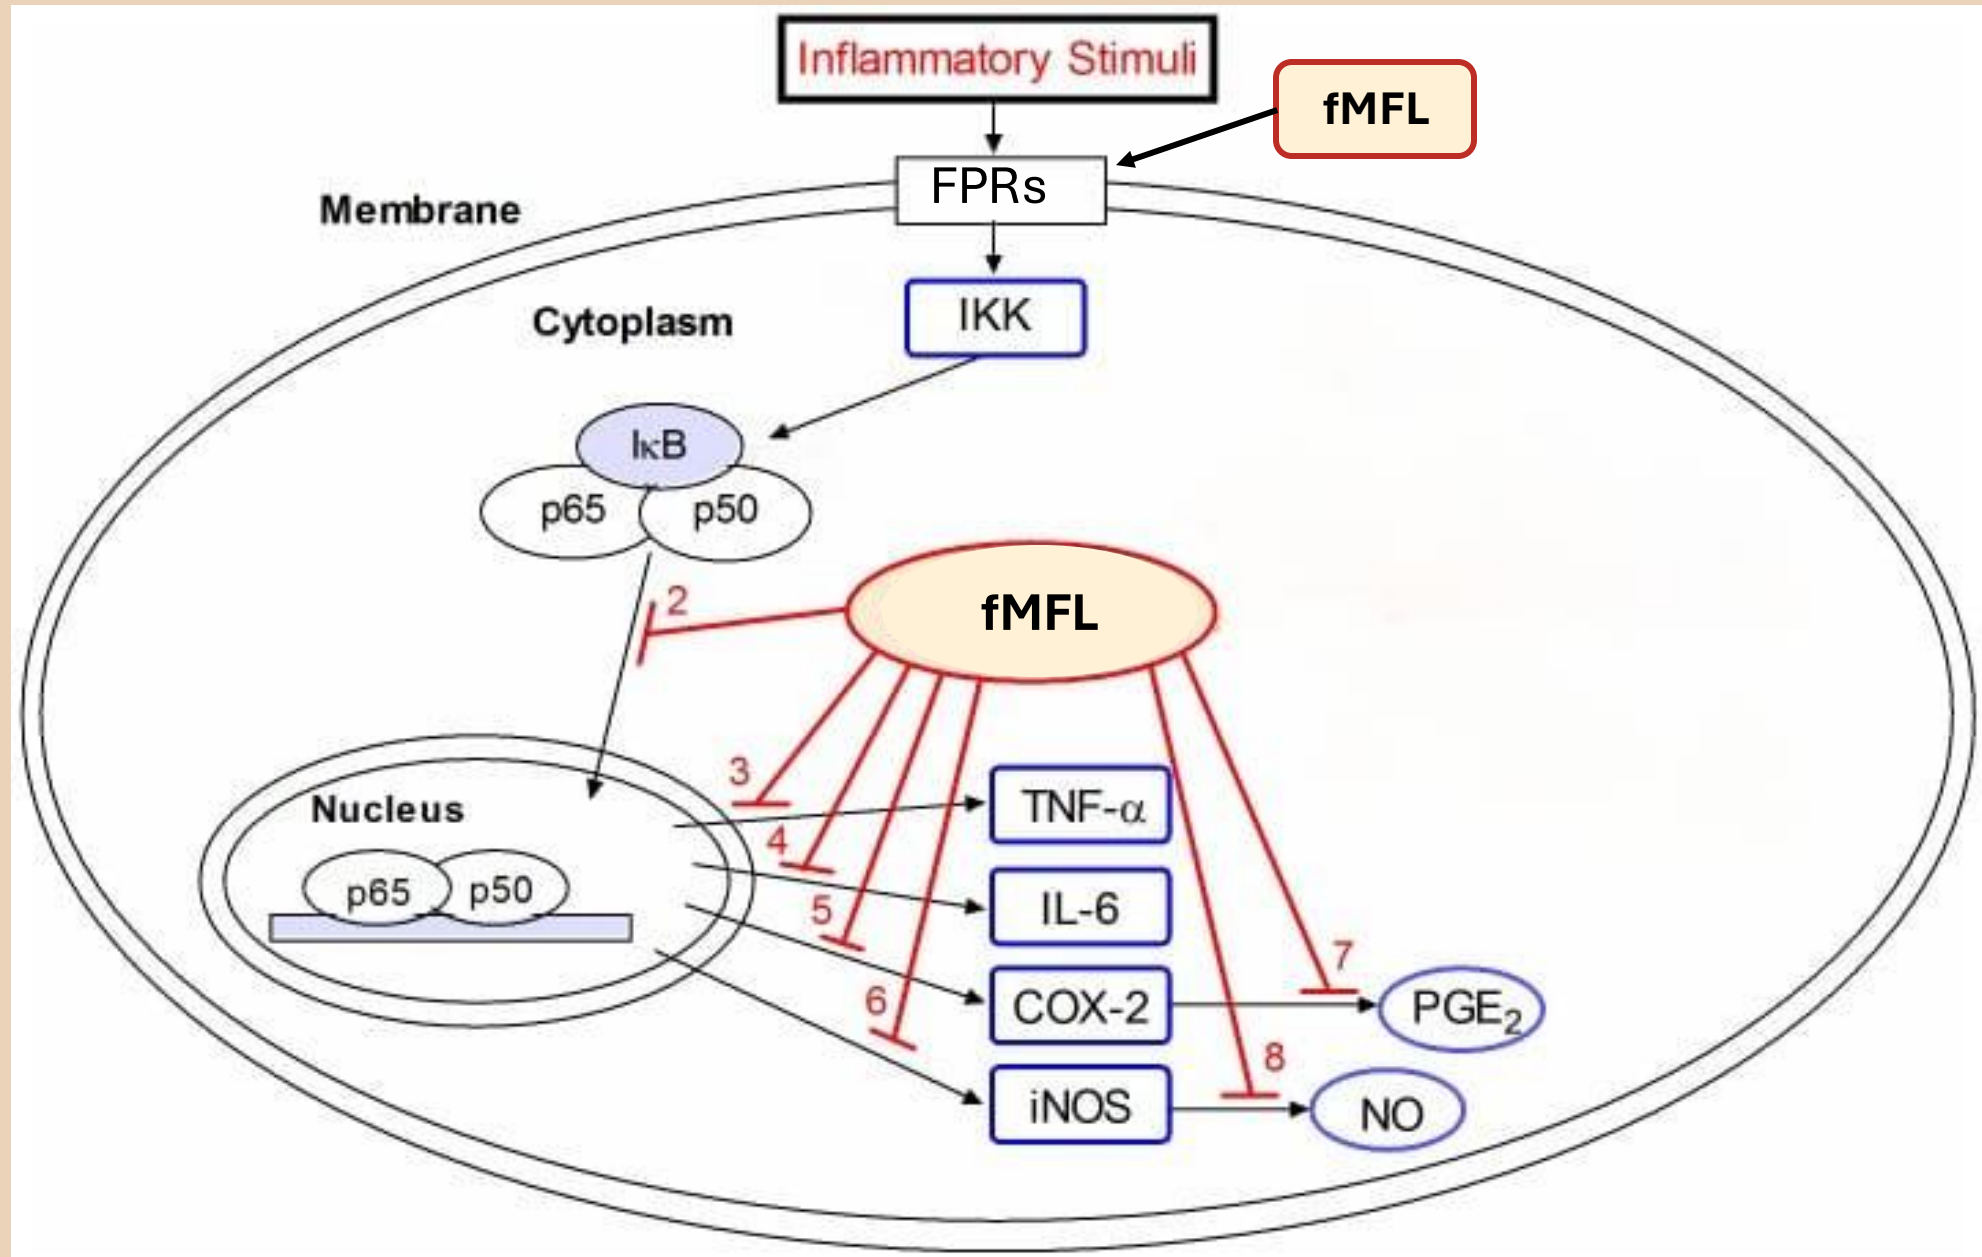 Inflammatory Stimuli
fMFL
FPRs
Membrane
IKK
Cytoplasm
IκB
p65
p50
2
fMFL
3
TNF-α
Nucleus
4
p65
p50
IL-6
5
7
6
COX-2
PGE₂
8
iNOS
NO